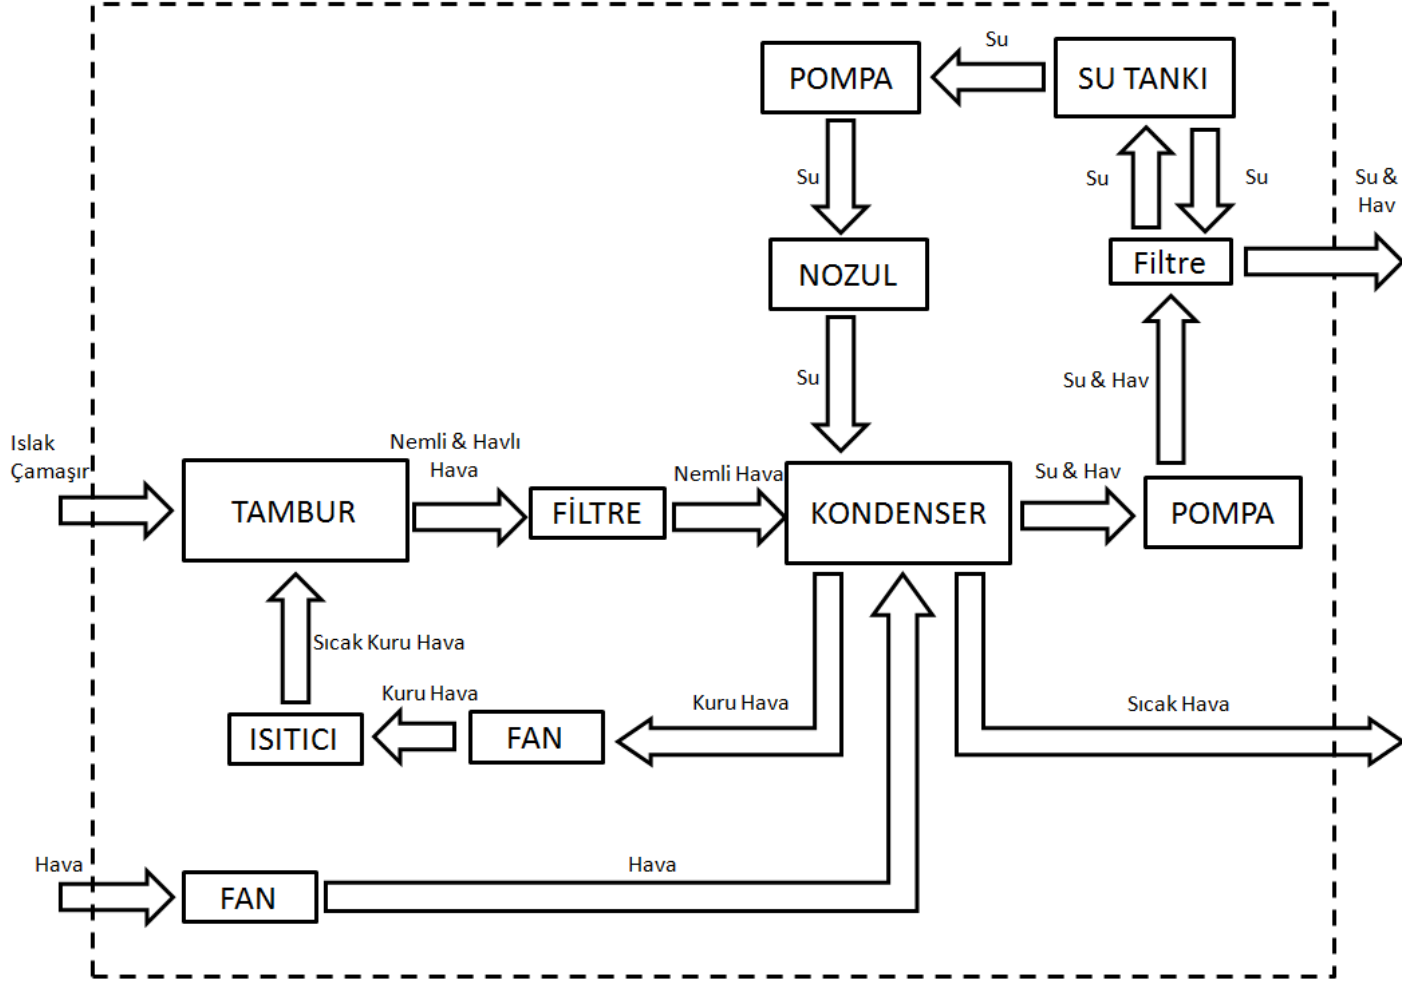 Su
POMPA
SU TANKI
Su
Su
Su
Su &
Hav
NOZUL
Filtre
Su
Su & Hav
Islak
Çamaşır
Nemli & Havlı
Hava
Nemli Hava
Su & Hav
TAMBUR
FİLTRE
KONDENSER
POMPA
Sıcak Kuru Hava
Kuru Hava
Kuru Hava
Sıcak Hava
ISITICI
FAN
Hava
Hava
FAN